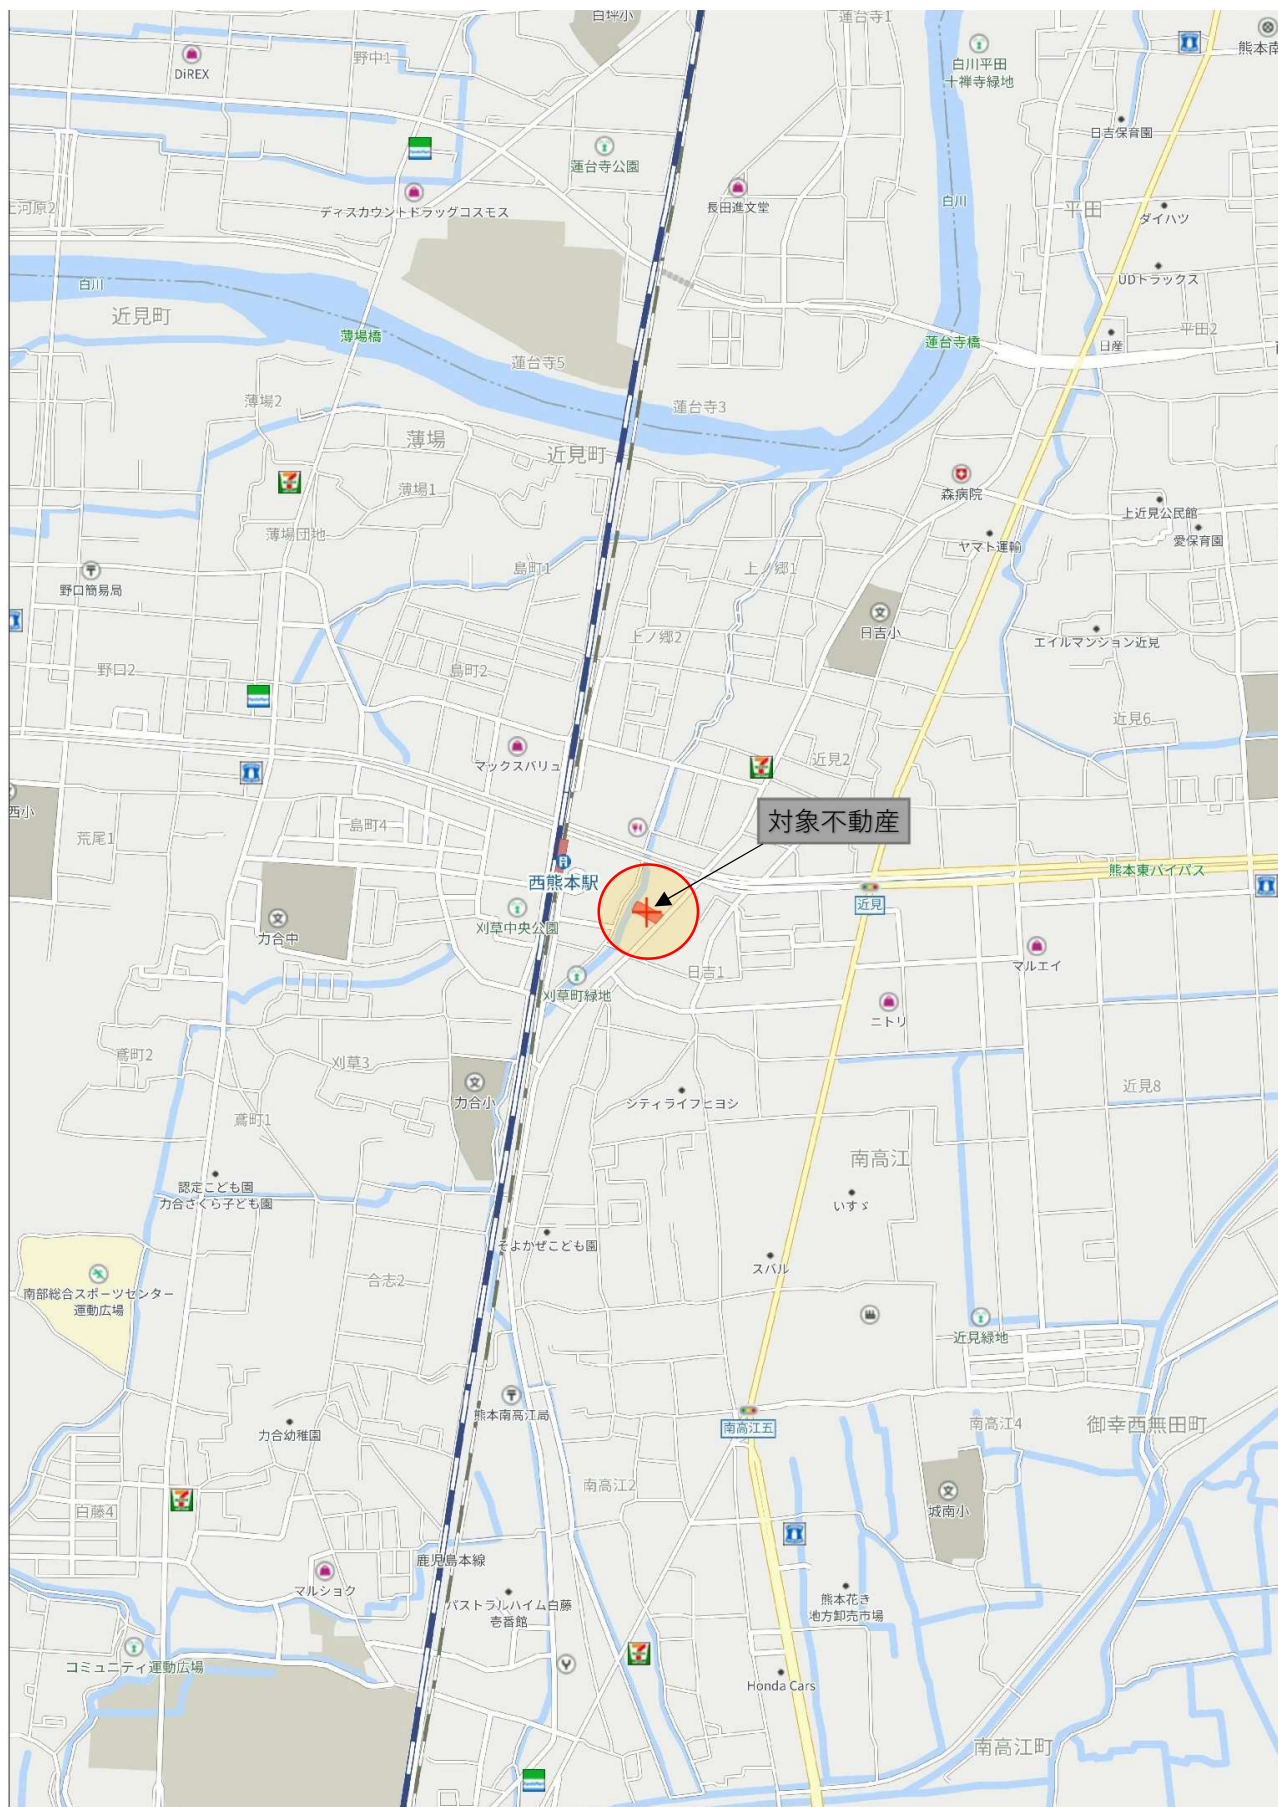 白坪小
蓮台寺1
野中1
DiREX
白川平田
十禅寺緑地
熊本南
日吉保育園
FamilyMart
蓮台寺公園
ディスカウントドラッグコスモス
長田進文堂
白川
平田
ダイハツ
上河原2
UDトラックス
白川
近見町
薄場橋
蓮台寺橋
平田2
日産
蓮台寺5
薄場2
蓮台寺3
薄場
近見町
薄場1
森病院
上近見公民館
愛保育園
薄場団地
ヤマト運輸
島町1
上ノ郷1
野口簡易局
日吉小
上ノ郷2
エイルマンション近見
野口2
島町2
FamilyMart
近見6
マックスバリュ
近見2
西小
荒尾1
島町4
対象不動産
西熊本駅
熊本東バイパス
近見
刈草中央公園
力合中
日吉1
マルエイ
刈草町緑地
ニトリ
鳶町2
刈草3
近見8
力合小
シティライフヒヨシ
鳶町1
南高江
認定こども園
力合さくら子ども園
いすゞ
そよかぜこども園
スバル
合志2
南部総合スポーツセンター
運動広場
近見緑地
熊本南高江局
南高江五
南高江4
御幸西無田町
力合幼稚園
南高江2
白藤4
城南小
鹿児島本線
マルショク
パストラルハイム白藤
壱番館
熊本花き
地方卸売市場
コミュニティ運動広場
Honda Cars
南高江町
FamilyMart